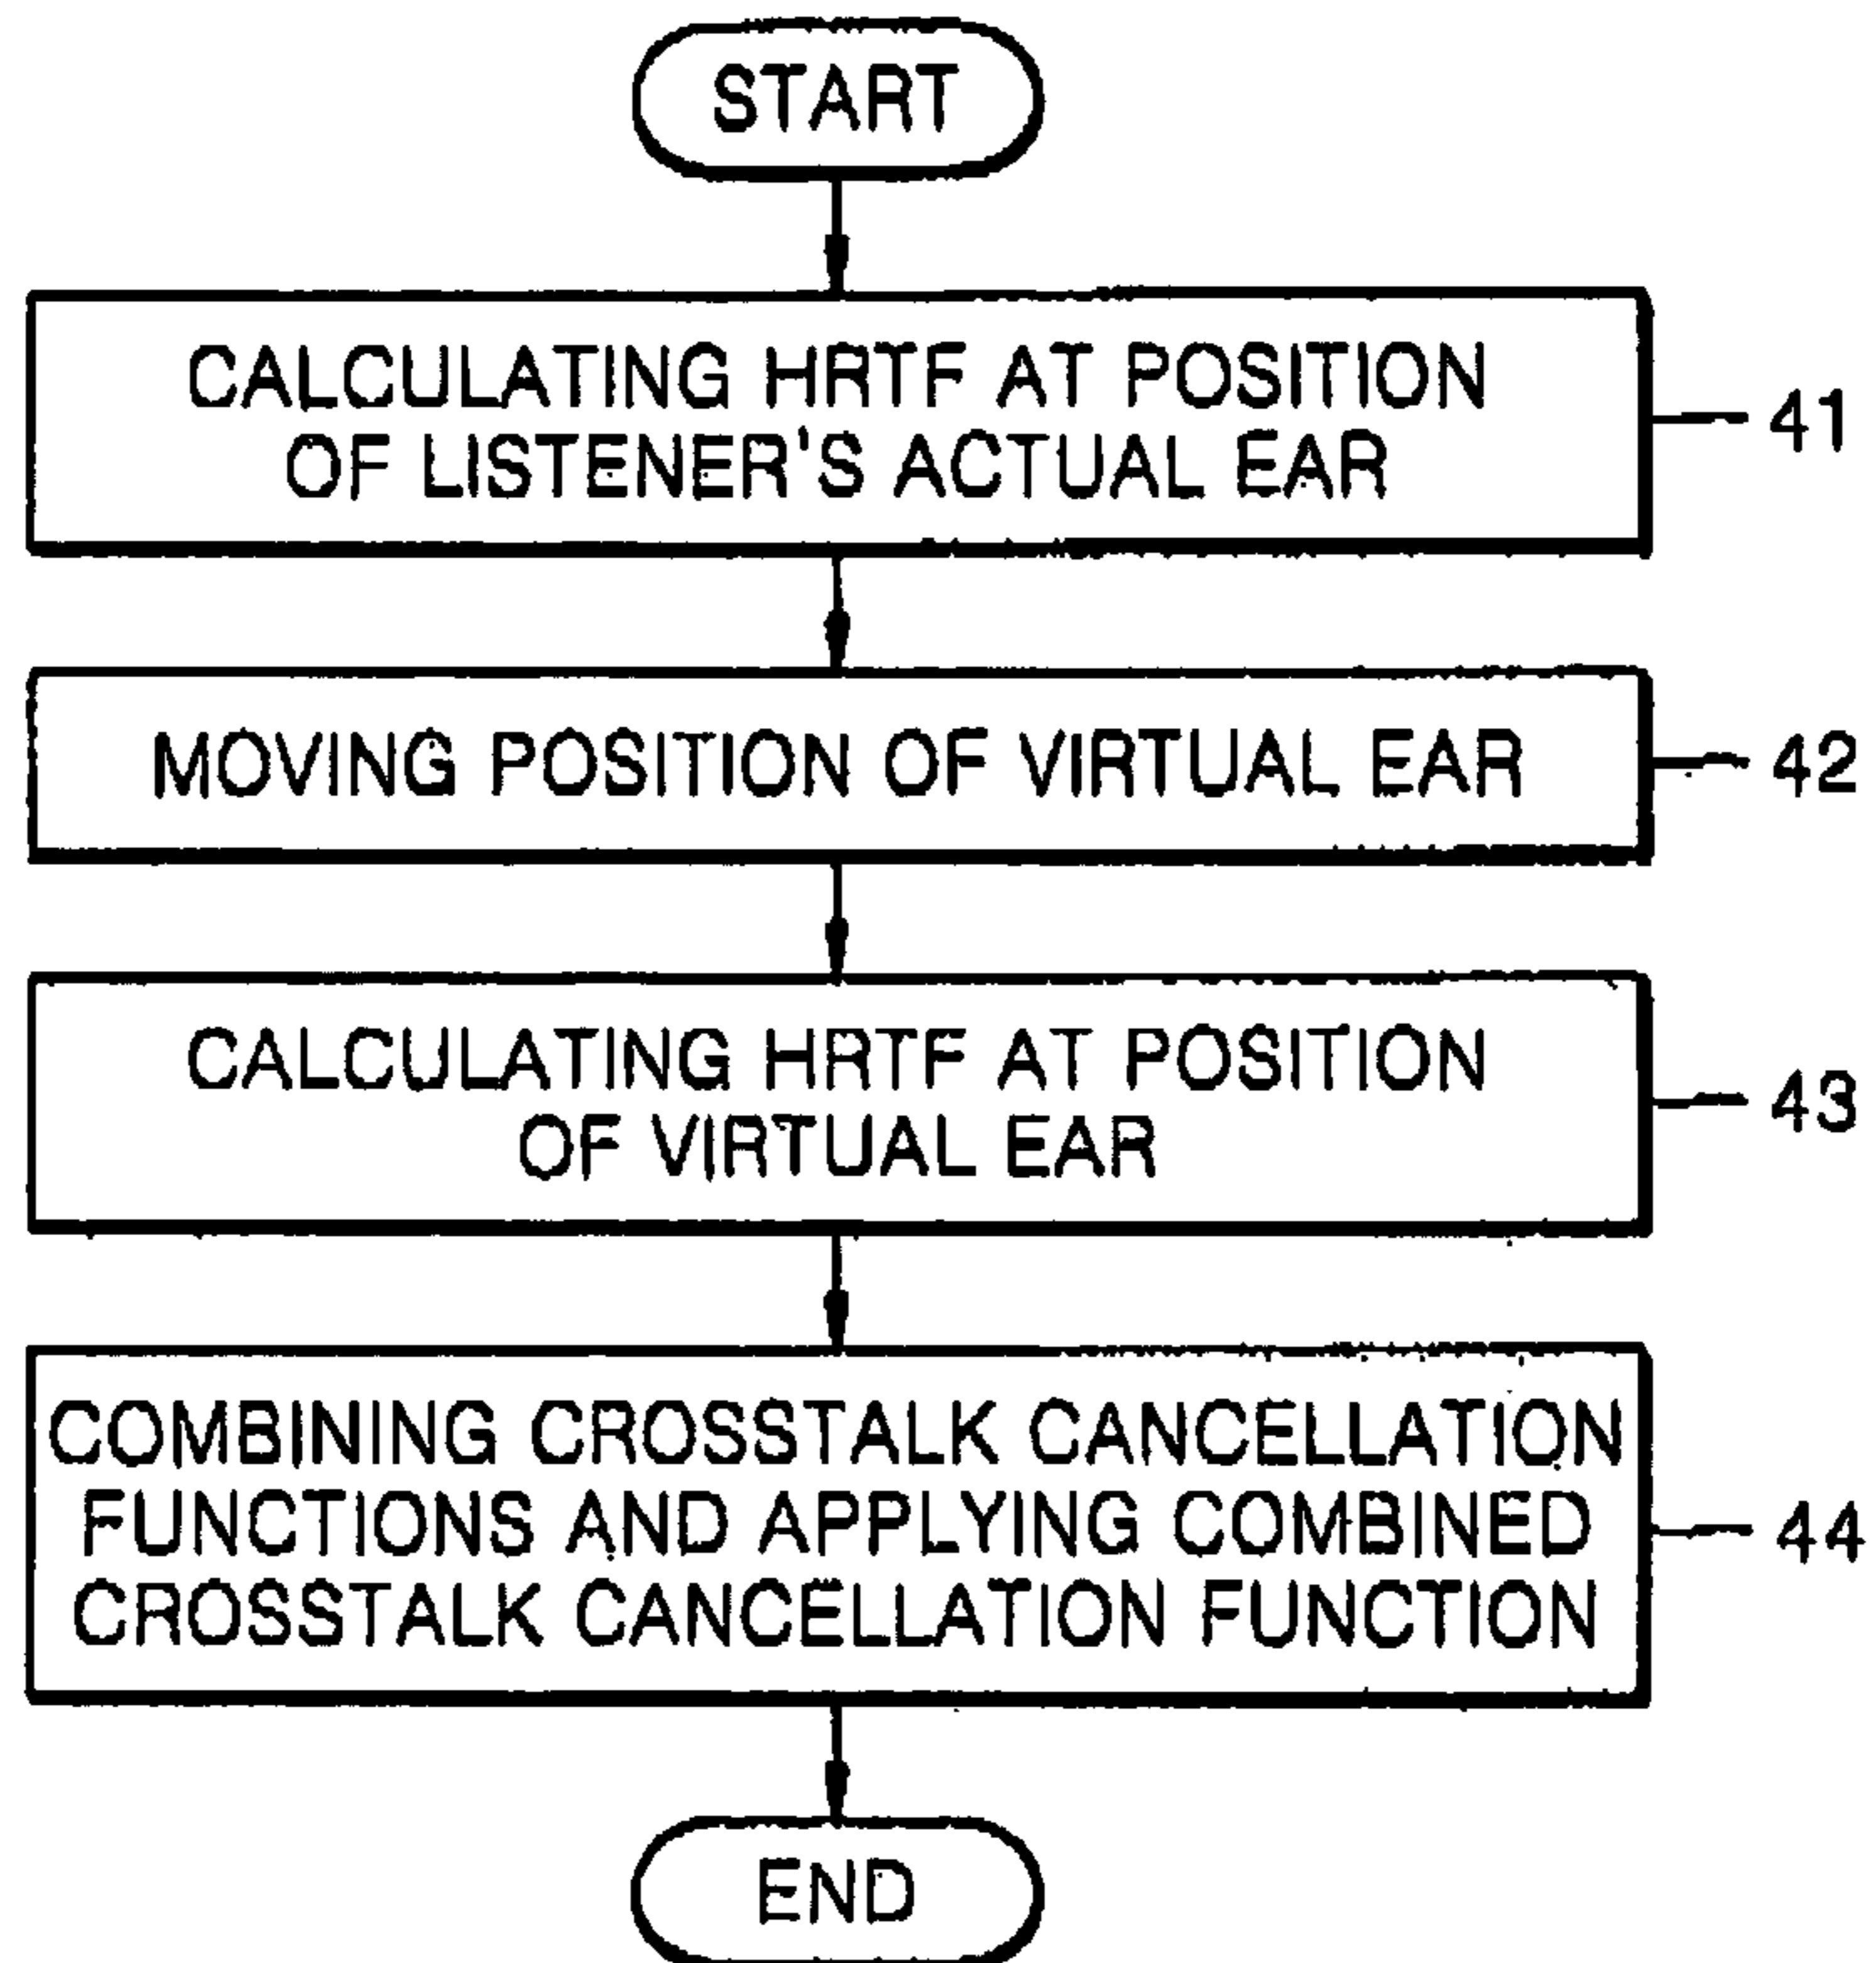 START
CALCULATING HRTF AT POSITION
OF LISTENER'S ACTUAL EAR
41
MOVING POSITION OF VIRTUAL EAR
42
CALCULATING HRTF AT POSITION
OF VIRTUAL EAR
43
COMBINING CROSSTALK CANCELLATION
FUNCTIONS AND APPLYING COMBINED
CROSSTALK CANCELLATION FUNCTION
44
END